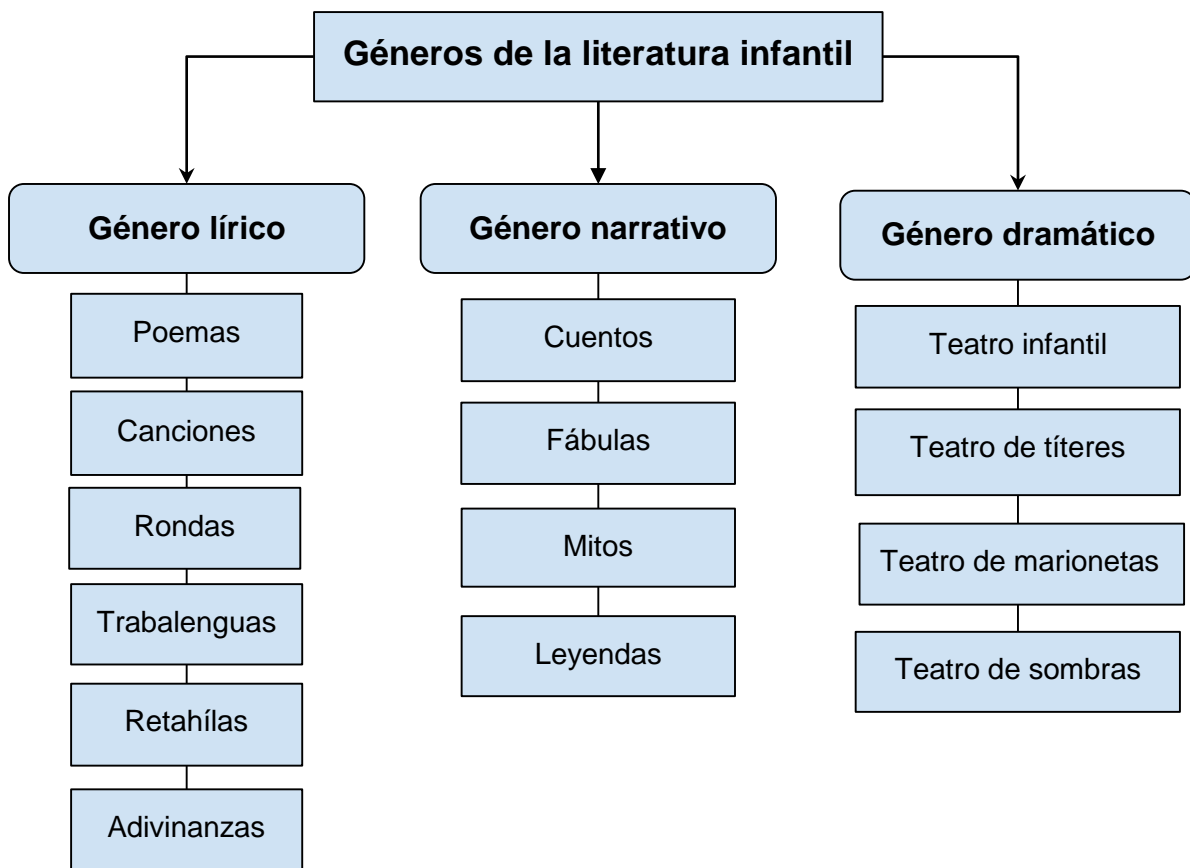 Géneros de la literatura infantil
Género lírico
Poemas
Canciones
Rondas
Trabalenguas
Retahílas
Adivinanzas
Género narrativo
Cuentos
Fábulas
Mitos
Leyendas
Género dramático
Teatro infantil
Teatro de títeres
Teatro de marionetas
Teatro de sombras